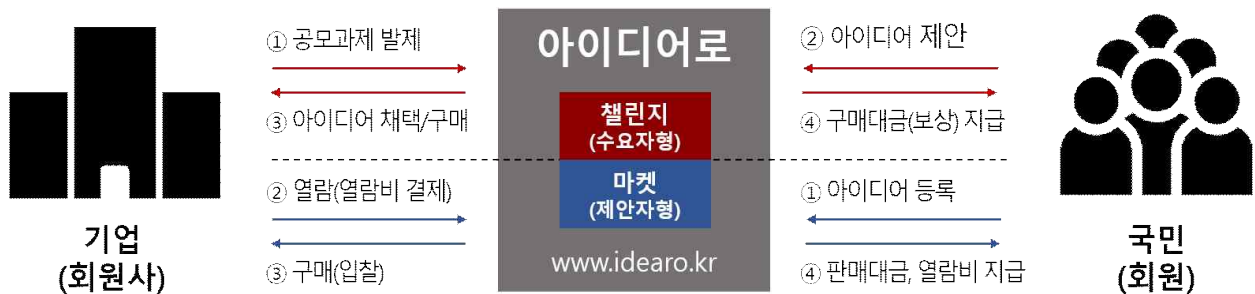 ① 공모과제 발제
③ 아이디어 채택/구매
② 열람(열람비 결제)
③ 구매(입찰)
기업
(회원사)
아이디어로
챌린지
(수요자형)
마켓
(제안자형)
www.idearo.kr
② 아이디어 제안
④ 구매대금(보상) 지급
① 아이디어 등록
④ 판매대금, 열람비 지급
국민
(회원)